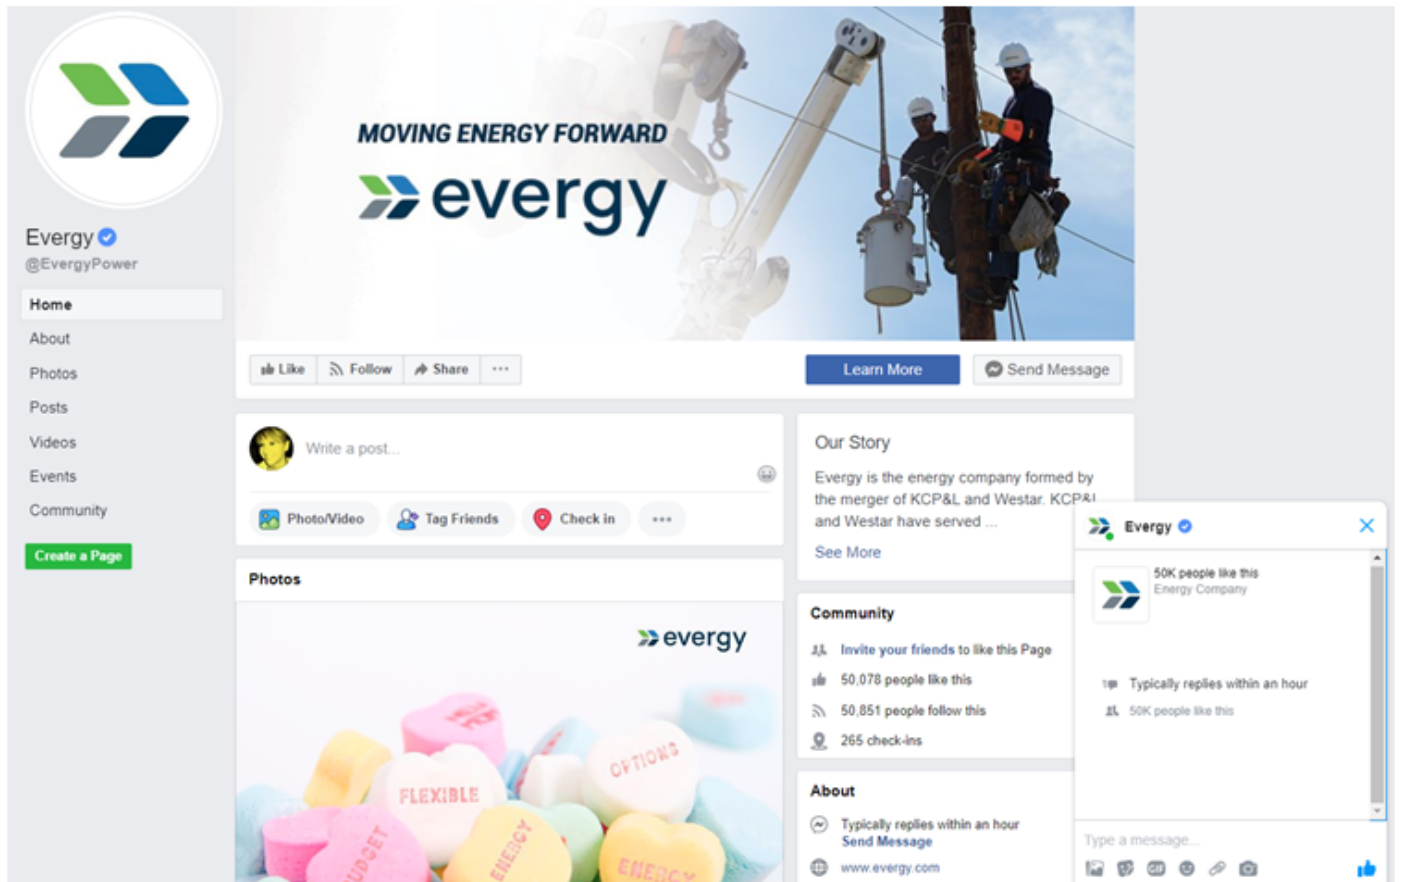 Evergy
@EvergyPower
Home
About
Photos
Posts
Videos
Events
Community
Create a Page
MOVING ENERGY FORWARD
evergy
Like
Follow
Share
Learn More
Send Message
Write a post...
Photo/Video
Tag Friends
Check in
Photos
evergy
OPTIONS
FLEXIBLE
BUDGET
ENERGY
ENERGY
Our Story
Evergy is the energy company formed by
the merger of KCP&L and Westar. KCP&L
and Westar have served ...
See More
Community
Invite your friends to like this Page
50,078 people like this
50,851 people follow this
265 check-ins
About
Typically replies within an hour
Send Message
www.evergy.com
Evergy
50K people like this
Energy Company
Typically replies within an hour
50K people like this
Type a message...
GIF